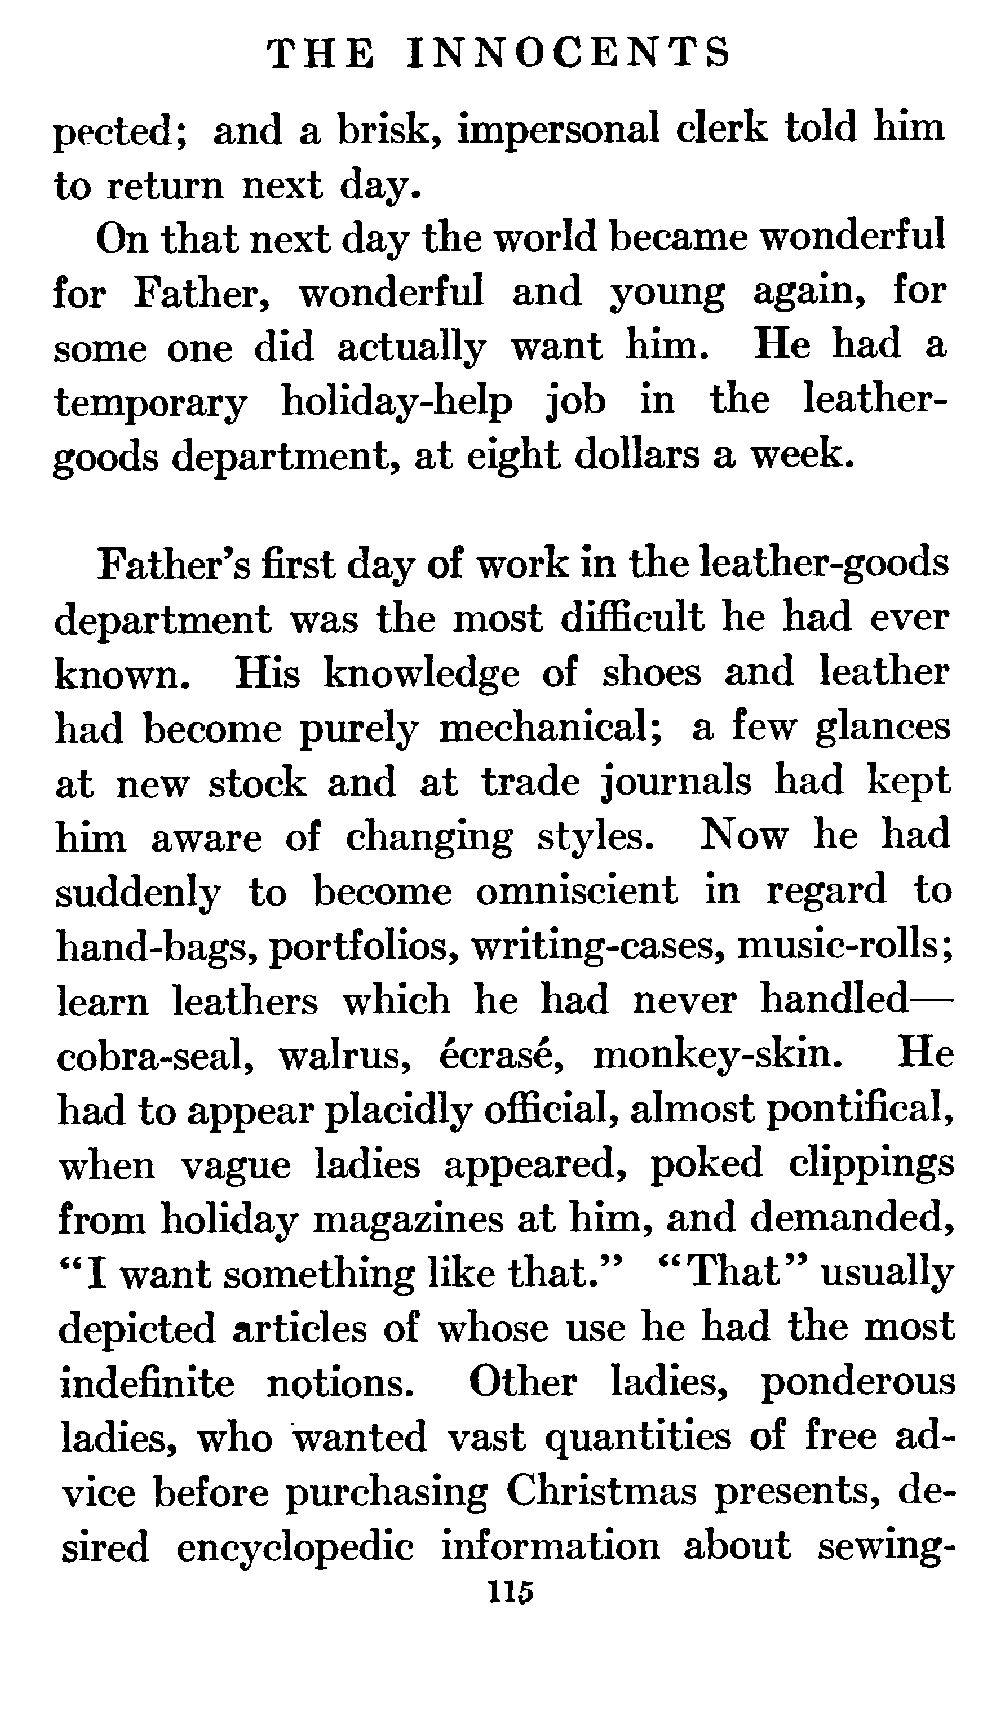 THE INNOCENTS
pected; and a brisk, impersonal clerk told him
to return next day.
On that next day the world became wonderful
for Father, wonderful and young again, for
some one did actually want him. He had a
temporary holiday-help job in the leather-
goods department, at eight dollars a week.
Father's first day of work in the leather-goods
department was the most difficult he had ever
known. His knowledge of shoes and leather
had become purely mechanical; a few glances
at new stock and at trade journals had kept
him aware of changing styles. Now he had
suddenly to become omniscient in regard to
hand-bags, portfolios, writing-cases, music-rolls;
learn leathers which he had never handled—
cobra-seal, walrus, écrasé, monkey-skin. He
had to appear placidly official, almost pontifical,
when vague ladies appeared, poked clippings
from holiday magazines at him, and demanded,
“I want something like that.” “That” usually
depicted articles of whose use he had the most
indefinite notions. Other ladies, ponderous
ladies, who wanted vast quantities of free ad-
vice before purchasing Christmas presents, de-
sired encyclopedic information about sewing-
115